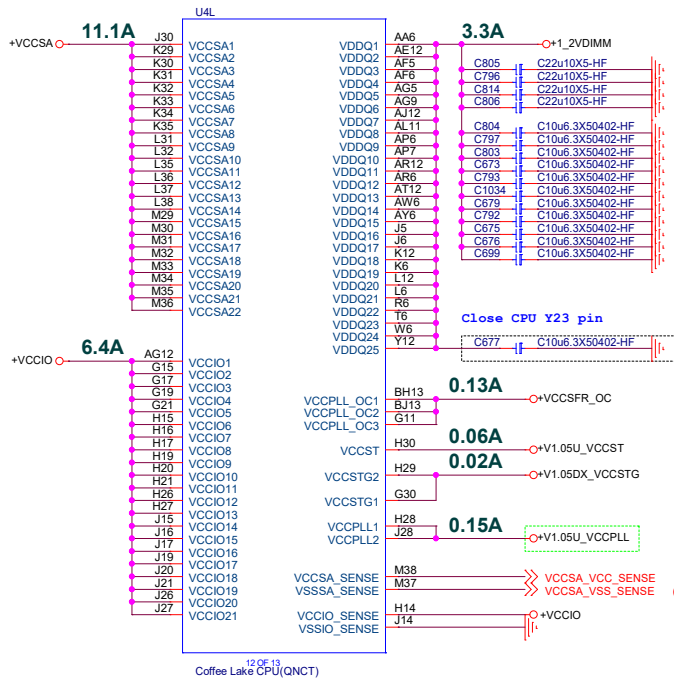 U4L
+VCCSA 11.1A J30 VCCSA1 VDDQ1 AA6 3.3A +1_2VDIMM
K29 VCCSA2 VDDQ2 AE12
K30 VCCSA3 VDDQ3 AF5 C805 C22u10X5-HF
K31 VCCSA4 VDDQ4 AF6 C796 C22u10X5-HF
K32 VCCSA5 VDDQ5 AG5 C814 C22u10X5-HF
K33 VCCSA6 VDDQ6 AG9 C806 C22u10X5-HF
K34 VCCSA7 VDDQ7 AJ12
K35 VCCSA8 VDDQ8 AL11 C804 C10u6.3X50402-HF
L31 VCCSA9 VDDQ9 AP6 C797 C10u6.3X50402-HF
L32 VCCSA10 VDDQ10 AP7 C803 C10u6.3X50402-HF
L35 VCCSA11 VDDQ11 AR12 C673 C10u6.3X50402-HF
L36 VCCSA12 VDDQ12 AR6 C793 C10u6.3X50402-HF
L37 VCCSA13 VDDQ13 AT12 C1034 C10u6.3X50402-HF
L38 VCCSA14 VDDQ14 AW6 C679 C10u6.3X50402-HF
M29 VCCSA15 VDDQ15 AY6 C792 C10u6.3X50402-HF
M30 VCCSA16 VDDQ16 J5 C675 C10u6.3X50402-HF
M31 VCCSA17 VDDQ17 J6 C676 C10u6.3X50402-HF
M32 VCCSA18 VDDQ18 K12 C699 C10u6.3X50402-HF
M33 VCCSA19 VDDQ19 K6
M34 VCCSA20 VDDQ20 L12
M35 VCCSA21 VDDQ21 L6
M36 VCCSA22 VDDQ22 R6
VDDQ23 T6 Close CPU Y23 pin
VDDQ24 W6
VDDQ25 Y12 C677 C10u6.3X50402-HF
+VCCIO 6.4A AG12 VCCIO1
G15 VCCIO2
G17 VCCIO3
G19 VCCIO4 VCCPLL_OC1 BH13 0.13A +VCCSFR_OC
G21 VCCIO5 VCCPLL_OC2 BJ13
H15 VCCIO6 VCCPLL_OC3 G11
H16 VCCIO7
H17 VCCIO8 VCCST H30 0.06A +V1.05U_VCCST
H19 VCCIO9
H20 VCCIO10 VCCSTG2 H29 0.02A +V1.05DX_VCCSTG
H21 VCCIO11
H26 VCCIO12 VCCSTG1 G30
H27 VCCIO13
J15 VCCIO14 VCCPLL1 H28
J16 VCCIO15 VCCPLL2 J28 0.15A +V1.05U_VCCPLL
J17 VCCIO16
J19 VCCIO17
J20 VCCIO18 VCCSA_SENSE M38 VCCSA_VCC_SENSE
J21 VCCIO19 VSSSA_SENSE M37 VCCSA_VSS_SENSE
J26 VCCIO20
J27 VCCIO21 VCCIO_SENSE H14 +VCCIO
VSSIO_SENSE J14
12 OF 13
Coffee Lake CPU(QNCT)